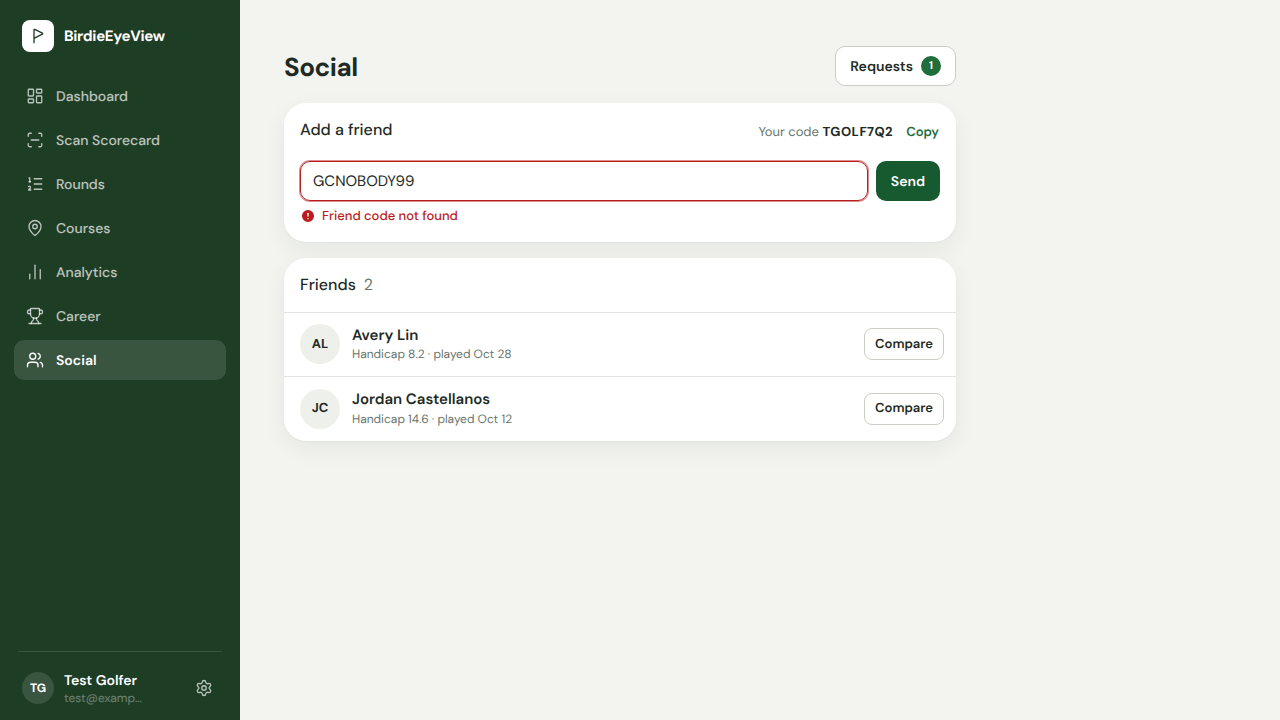 BirdieEyeView
Dashboard
Scan Scorecard
Rounds
Courses
Analytics
Career
Social
TG
Test Golfer
test@examp...
Social
Requests 1
Add a friend
Your code TGOLF7Q2 Copy
GCNOBODY99
Send
Friend code not found
Friends 2
AL
Avery Lin
Handicap 8.2 · played Oct 28
Compare
JC
Jordan Castellanos
Handicap 14.6 · played Oct 12
Compare